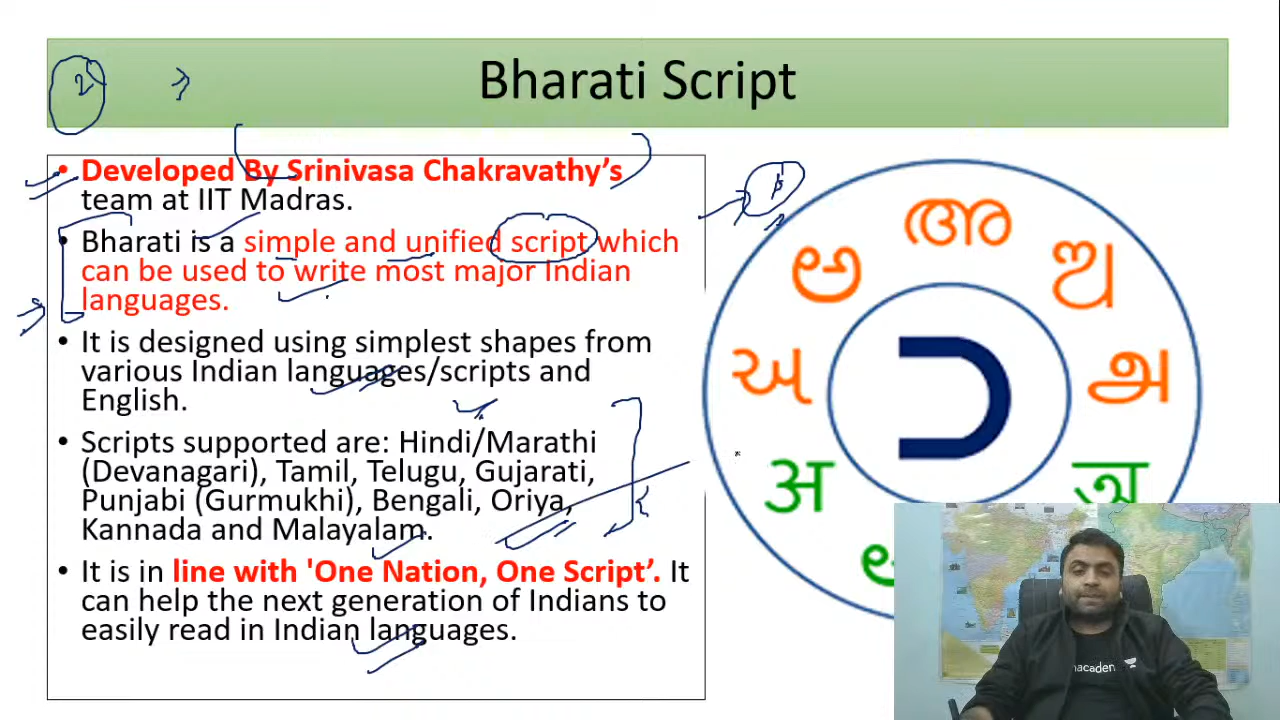 Bharati Script
2
• Developed By Srinivasa Chakravathy’s
team at IIT Madras.
• Bharati is a simple and unified script which
can be used to write most major Indian
languages.
• It is designed using simplest shapes from
various Indian languages/scripts and
English.
• Scripts supported are: Hindi/Marathi
(Devanagari), Tamil, Telugu, Gujarati,
Punjabi (Gurmukhi), Bengali, Oriya,
Kannada and Malayalam.
• It is in line with 'One Nation, One Script’. It
can help the next generation of Indians to
easily read in Indian languages.
അ
ಅ
ଅ
અ
அ
अ
অ